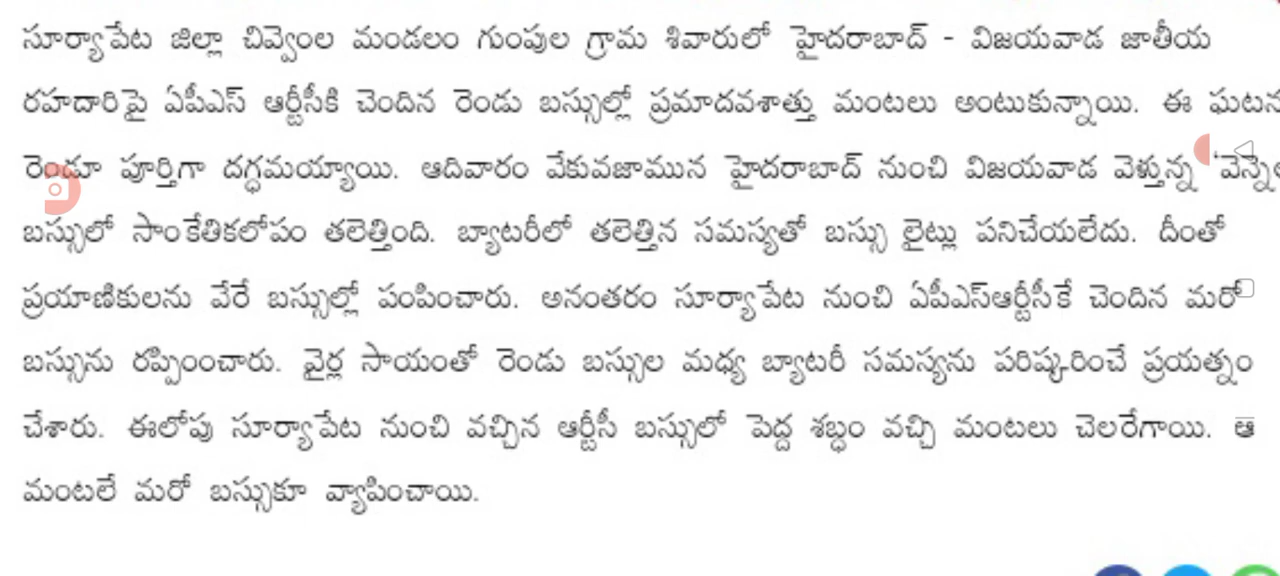 సూర్యాపేట జిల్లా చివ్వెంల మండలం గుంపుల గ్రామ శివారులో హైదరాబాద్ - విజయవాడ జాతీయ
రహదారిపై ఏపీఎస్ ఆర్టీసీకి చెందిన రెండు బస్సుల్లో ప్రమాదవశాత్తు మంటలు అంటుకున్నాయి. ఈ
రెండూ పూర్తిగా దగ్ధమయ్యాయి. ఆదివారం వేకువజామున హైదరాబాద్ నుంచి విజయవాడ వెళ్తున్న
బస్సులో సాంకేతికలోపం తలెత్తింది. బ్యాటరీలో తలెత్తిన సమస్యతో బస్సు లైట్లు పనిచేయలేదు. దీంతో
ప్రయాణికులను వేరే బస్సుల్లో పంపించారు. అనంతరం సూర్యాపేట నుంచి ఏపీఎస్ఆర్టీసీకే చెందిన మరో
బస్సును రప్పించారు. వైర్ల సాయంతో రెండు బస్సుల మధ్య బ్యాటరీ సమస్యను పరిష్కరించే ప్రయత్నం
చేశారు. ఈలోపు సూర్యాపేట నుంచి వచ్చిన ఆర్టీసీ బస్సులో పెద్ద శబ్ధం వచ్చి మంటలు చెలరేగాయి. ఆ
మంటలే మరో బస్సుకూ వ్యాపించాయి.